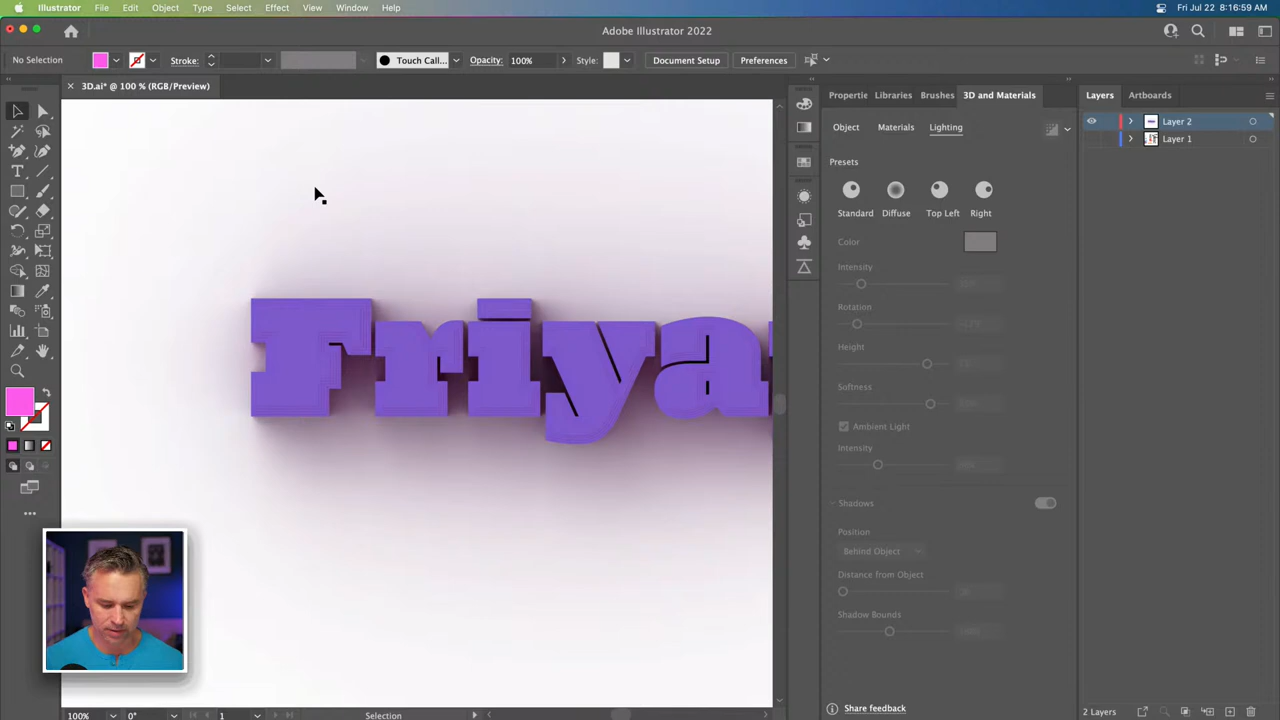 Illustrator File Edit Object Type Select Effect View Window Help Fri Jul 22 8:16:59 AM
Adobe Illustrator 2022
No Selection Stroke: Touch Call... Opacity: 100% Style: Document Setup Preferences
3D.ai* @ 100 % (RGB/Preview)
Propertie Libraries Brushes 3D and Materials Layers Artboards
Object Materials Lighting
Layer 2
Layer 1
Presets
Standard Diffuse Top Left Right
Color
Intensity
Rotation
Height
Softness
Ambient Light
Intensity
Shadows
Position
Behind Object
Distance from Object
Shadow Bounds
Friya
Share feedback
100% 0° 1 Selection
2 Layers